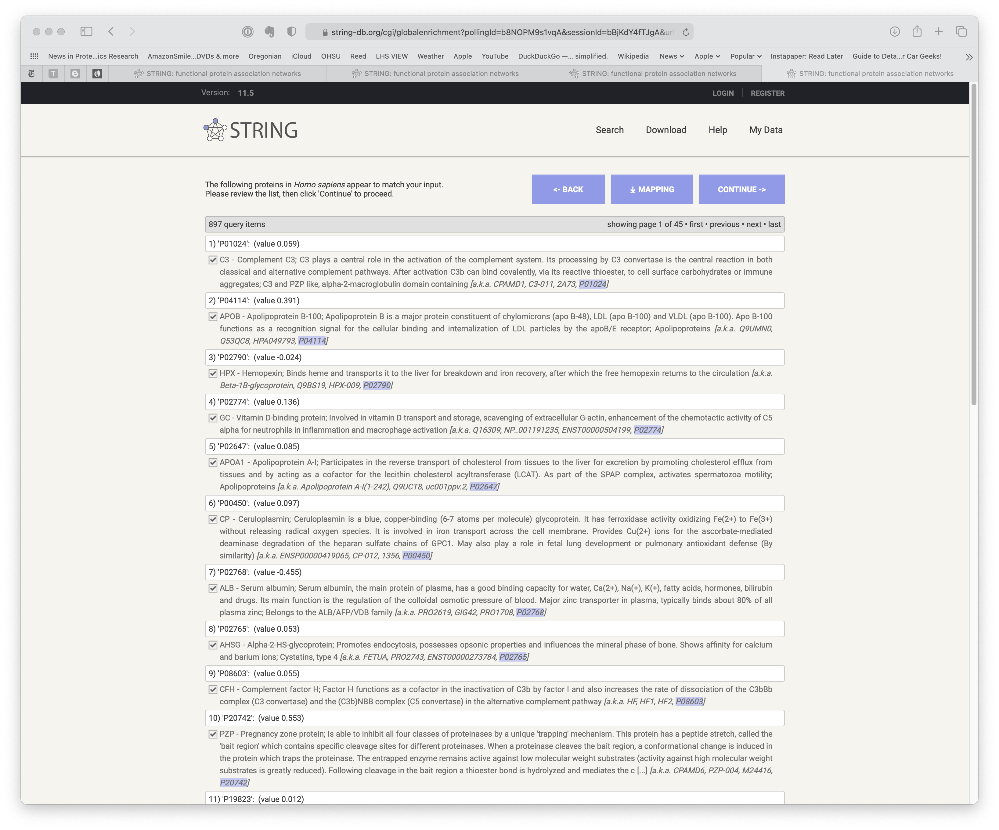 string-db.org/cgi/globalenrichment?pollingId=b8NOPM9s1vqA&sessionId=bBjKdY4fTJgA&url
News in Prote...ics Research AmazonSmile...DVDs & more Oregonian iCloud OHSU Reed LHS VIEW Weather Apple YouTube DuckDuckGo —... simplified. Wikipedia News Apple Popular Instapaper: Read Later Guide to Deta...r Car Geeks!
T STRING: functional protein association networks STRING: functional protein association networks STRING: functional protein association networks STRING: functional protein association networks
Version: 11.5 LOGIN | REGISTER
STRING Search Download Help My Data
The following proteins in Homo sapiens appear to match your input.
Please review the list, then click 'Continue' to proceed.
<- BACK MAPPING CONTINUE ->
897 query items showing page 1 of 45 • first • previous • next • last
1) 'P01024': (value 0.059)
C3 - Complement C3; C3 plays a central role in the activation of the complement system. Its processing by C3 convertase is the central reaction in both
classical and alternative complement pathways. After activation C3b can bind covalently, via its reactive thioester, to cell surface carbohydrates or immune
aggregates; C3 and PZP like, alpha-2-macroglobulin domain containing [a.k.a. CPAMD1, C3-011, 2A73, P01024]
2) 'P04114': (value 0.391)
APOB - Apolipoprotein B-100; Apolipoprotein B is a major protein constituent of chylomicrons (apo B-48), LDL (apo B-100) and VLDL (apo B-100). Apo B-100
functions as a recognition signal for the cellular binding and internalization of LDL particles by the apoB/E receptor; Apolipoproteins [a.k.a. Q9UMN0,
Q53QC8, HPA049793, P04114]
3) 'P02790': (value -0.024)
HPX - Hemopexin; Binds heme and transports it to the liver for breakdown and iron recovery, after which the free hemopexin returns to the circulation [a.k.a.
Beta-1B-glycoprotein, Q9BS19, HPX-009, P02790]
4) 'P02774': (value 0.136)
GC - Vitamin D-binding protein; Involved in vitamin D transport and storage, scavenging of extracellular G-actin, enhancement of the chemotactic activity of C5
alpha for neutrophils in inflammation and macrophage activation [a.k.a. Q16309, NP_001191235, ENST00000504199, P02774]
5) 'P02647': (value 0.085)
APOA1 - Apolipoprotein A-I; Participates in the reverse transport of cholesterol from tissues to the liver for excretion by promoting cholesterol efflux from
tissues and by acting as a cofactor for the lecithin cholesterol acyltransferase (LCAT). As part of the SPAP complex, activates spermatozoa motility;
Apolipoproteins [a.k.a. Apolipoprotein A-I(1-242), Q9UCT8, uc001ppv.2, P02647]
6) 'P00450': (value 0.097)
CP - Ceruloplasmin; Ceruloplasmin is a blue, copper-binding (6-7 atoms per molecule) glycoprotein. It has ferroxidase activity oxidizing Fe(2+) to Fe(3+)
without releasing radical oxygen species. It is involved in iron transport across the cell membrane. Provides Cu(2+) ions for the ascorbate-mediated
deaminase degradation of the heparan sulfate chains of GPC1. May also play a role in fetal lung development or pulmonary antioxidant defense (By
similarity) [a.k.a. ENSP00000419065, CP-012, 1356, P00450]
7) 'P02768': (value -0.455)
ALB - Serum albumin; Serum albumin, the main protein of plasma, has a good binding capacity for water, Ca(2+), Na(+), K(+), fatty acids, hormones, bilirubin
and drugs. Its main function is the regulation of the colloidal osmotic pressure of blood. Major zinc transporter in plasma, typically binds about 80% of all
plasma zinc; Belongs to the ALB/AFP/VDB family [a.k.a. PRO2619, GIG42, PRO1708, P02768]
8) 'P02765': (value 0.053)
AHSG - Alpha-2-HS-glycoprotein; Promotes endocytosis, possesses opsonic properties and influences the mineral phase of bone. Shows affinity for calcium
and barium ions; Cystatins, type 4 [a.k.a. FETUA, PRO2743, ENST00000273784, P02765]
9) 'P08603': (value 0.055)
CFH - Complement factor H; Factor H functions as a cofactor in the inactivation of C3b by factor I and also increases the rate of dissociation of the C3bBb
complex (C3 convertase) and the (C3b)NBB complex (C5 convertase) in the alternative complement pathway [a.k.a. HF, HF1, HF2, P08603]
10) 'P20742': (value 0.553)
PZP - Pregnancy zone protein; Is able to inhibit all four classes of proteinases by a unique 'trapping' mechanism. This protein has a peptide stretch, called the
'bait region' which contains specific cleavage sites for different proteinases. When a proteinase cleaves the bait region, a conformational change is induced in
the protein which traps the proteinase. The entrapped enzyme remains active against low molecular weight substrates (activity against high molecular weight
substrates is greatly reduced). Following cleavage in the bait region a thioester bond is hydrolyzed and mediates the c [...] [a.k.a. CPAMD6, PZP-004, M24416,
P20742]
11) 'P19823': (value 0.012)